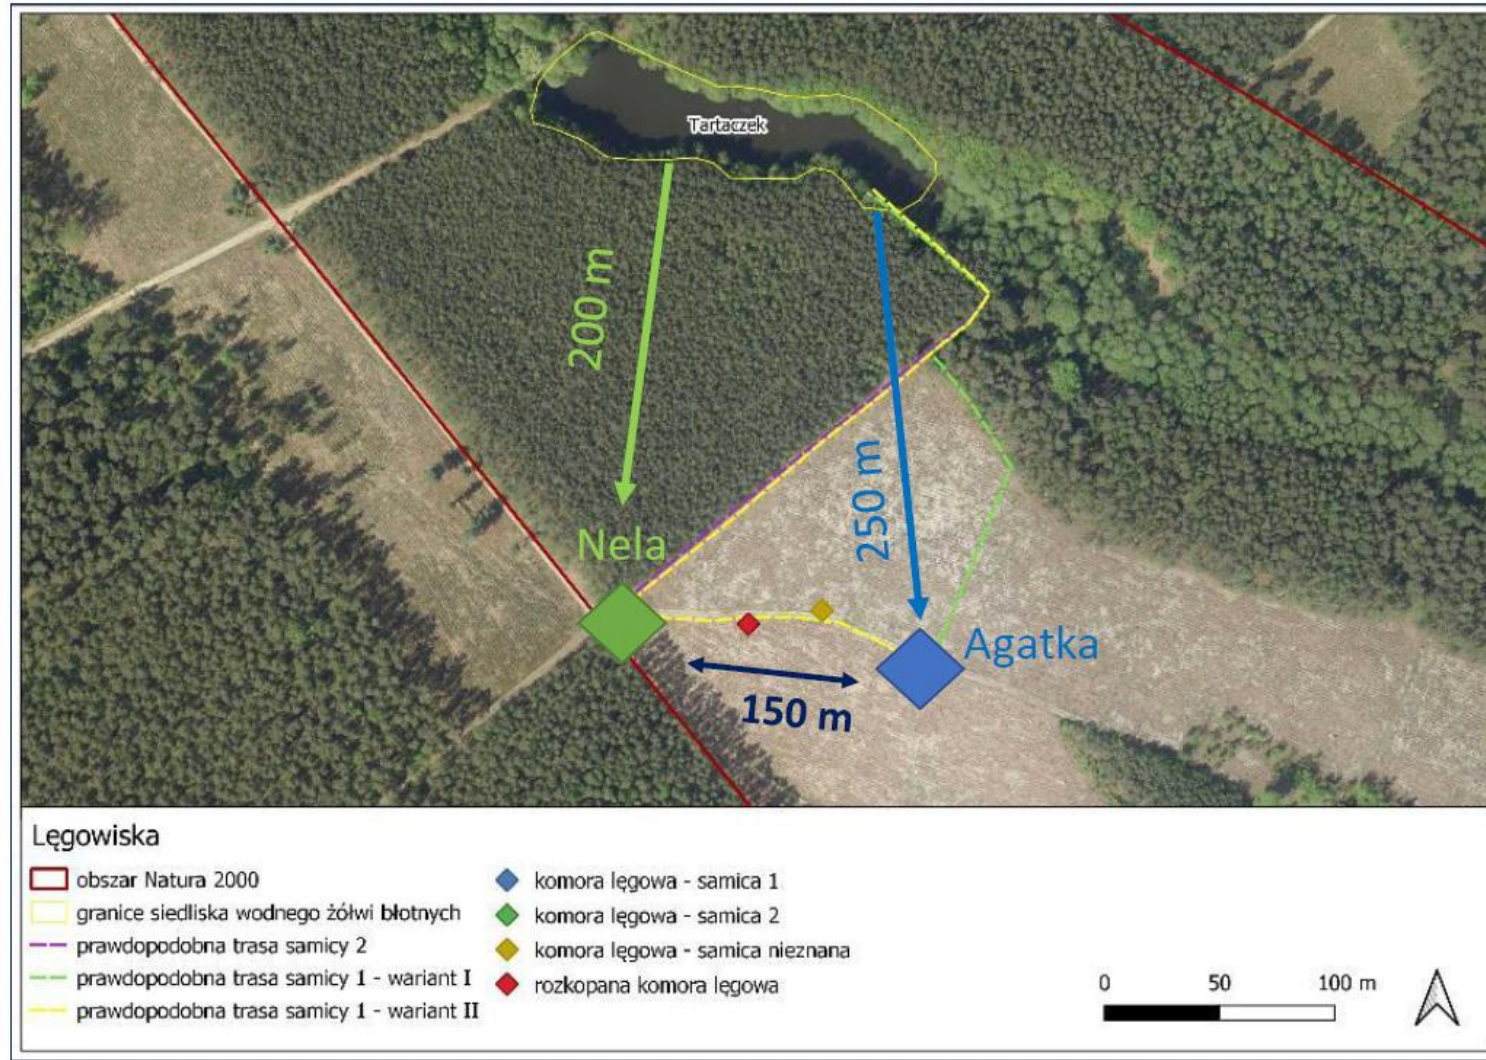 Tartaczek
200 m
250 m
Nela
Agatka
150 m
Lęgowiska
obszar Natura 2000
granice siedliska wodnego żółwi błotnych
prawdopodobna trasa samicy 2
prawdopodobna trasa samicy 1 - wariant I
prawdopodobna trasa samicy 1 - wariant II
komora lęgowa - samica 1
komora lęgowa - samica 2
komora lęgowa - samica nieznana
rozkopana komora lęgowa
0 50 100 m